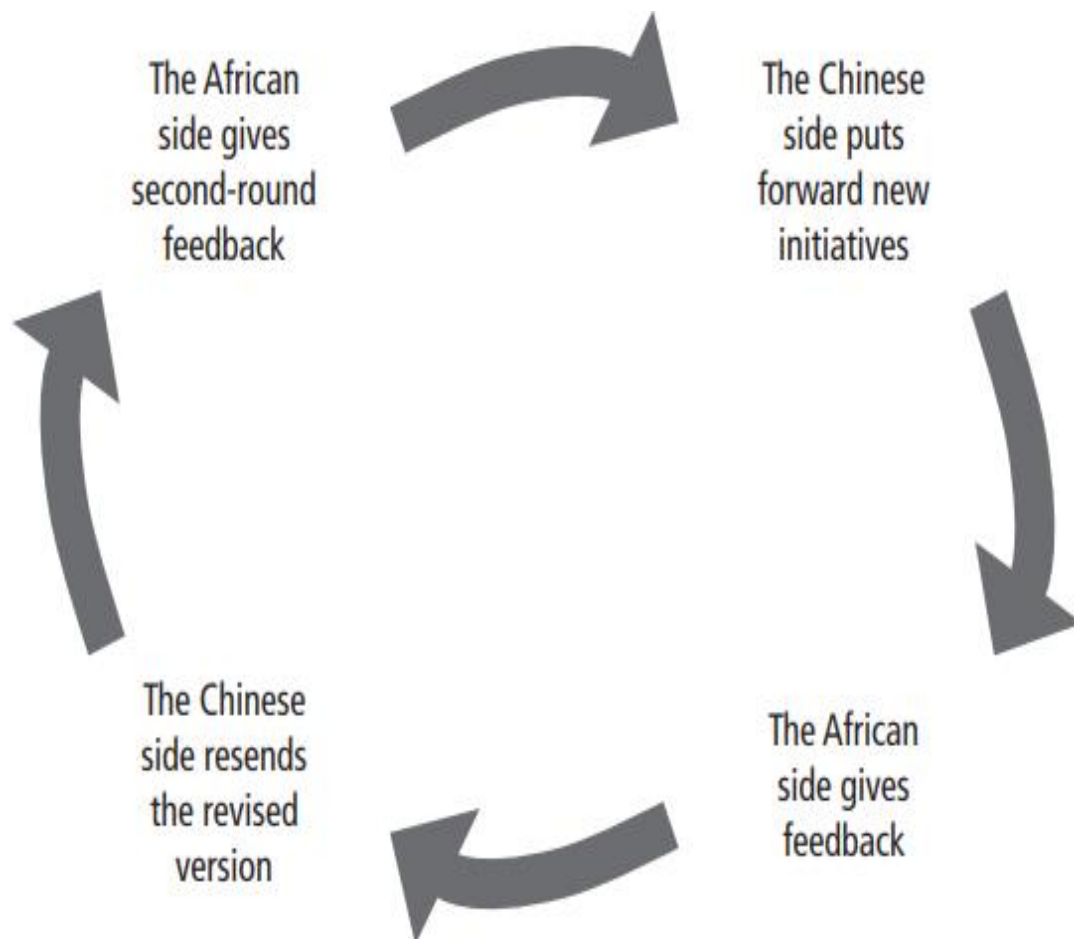 The African
side gives
second-round
feedback
The Chinese
side puts
forward new
initiatives
The Chinese
side resends
the revised
version
The African
side gives
feedback